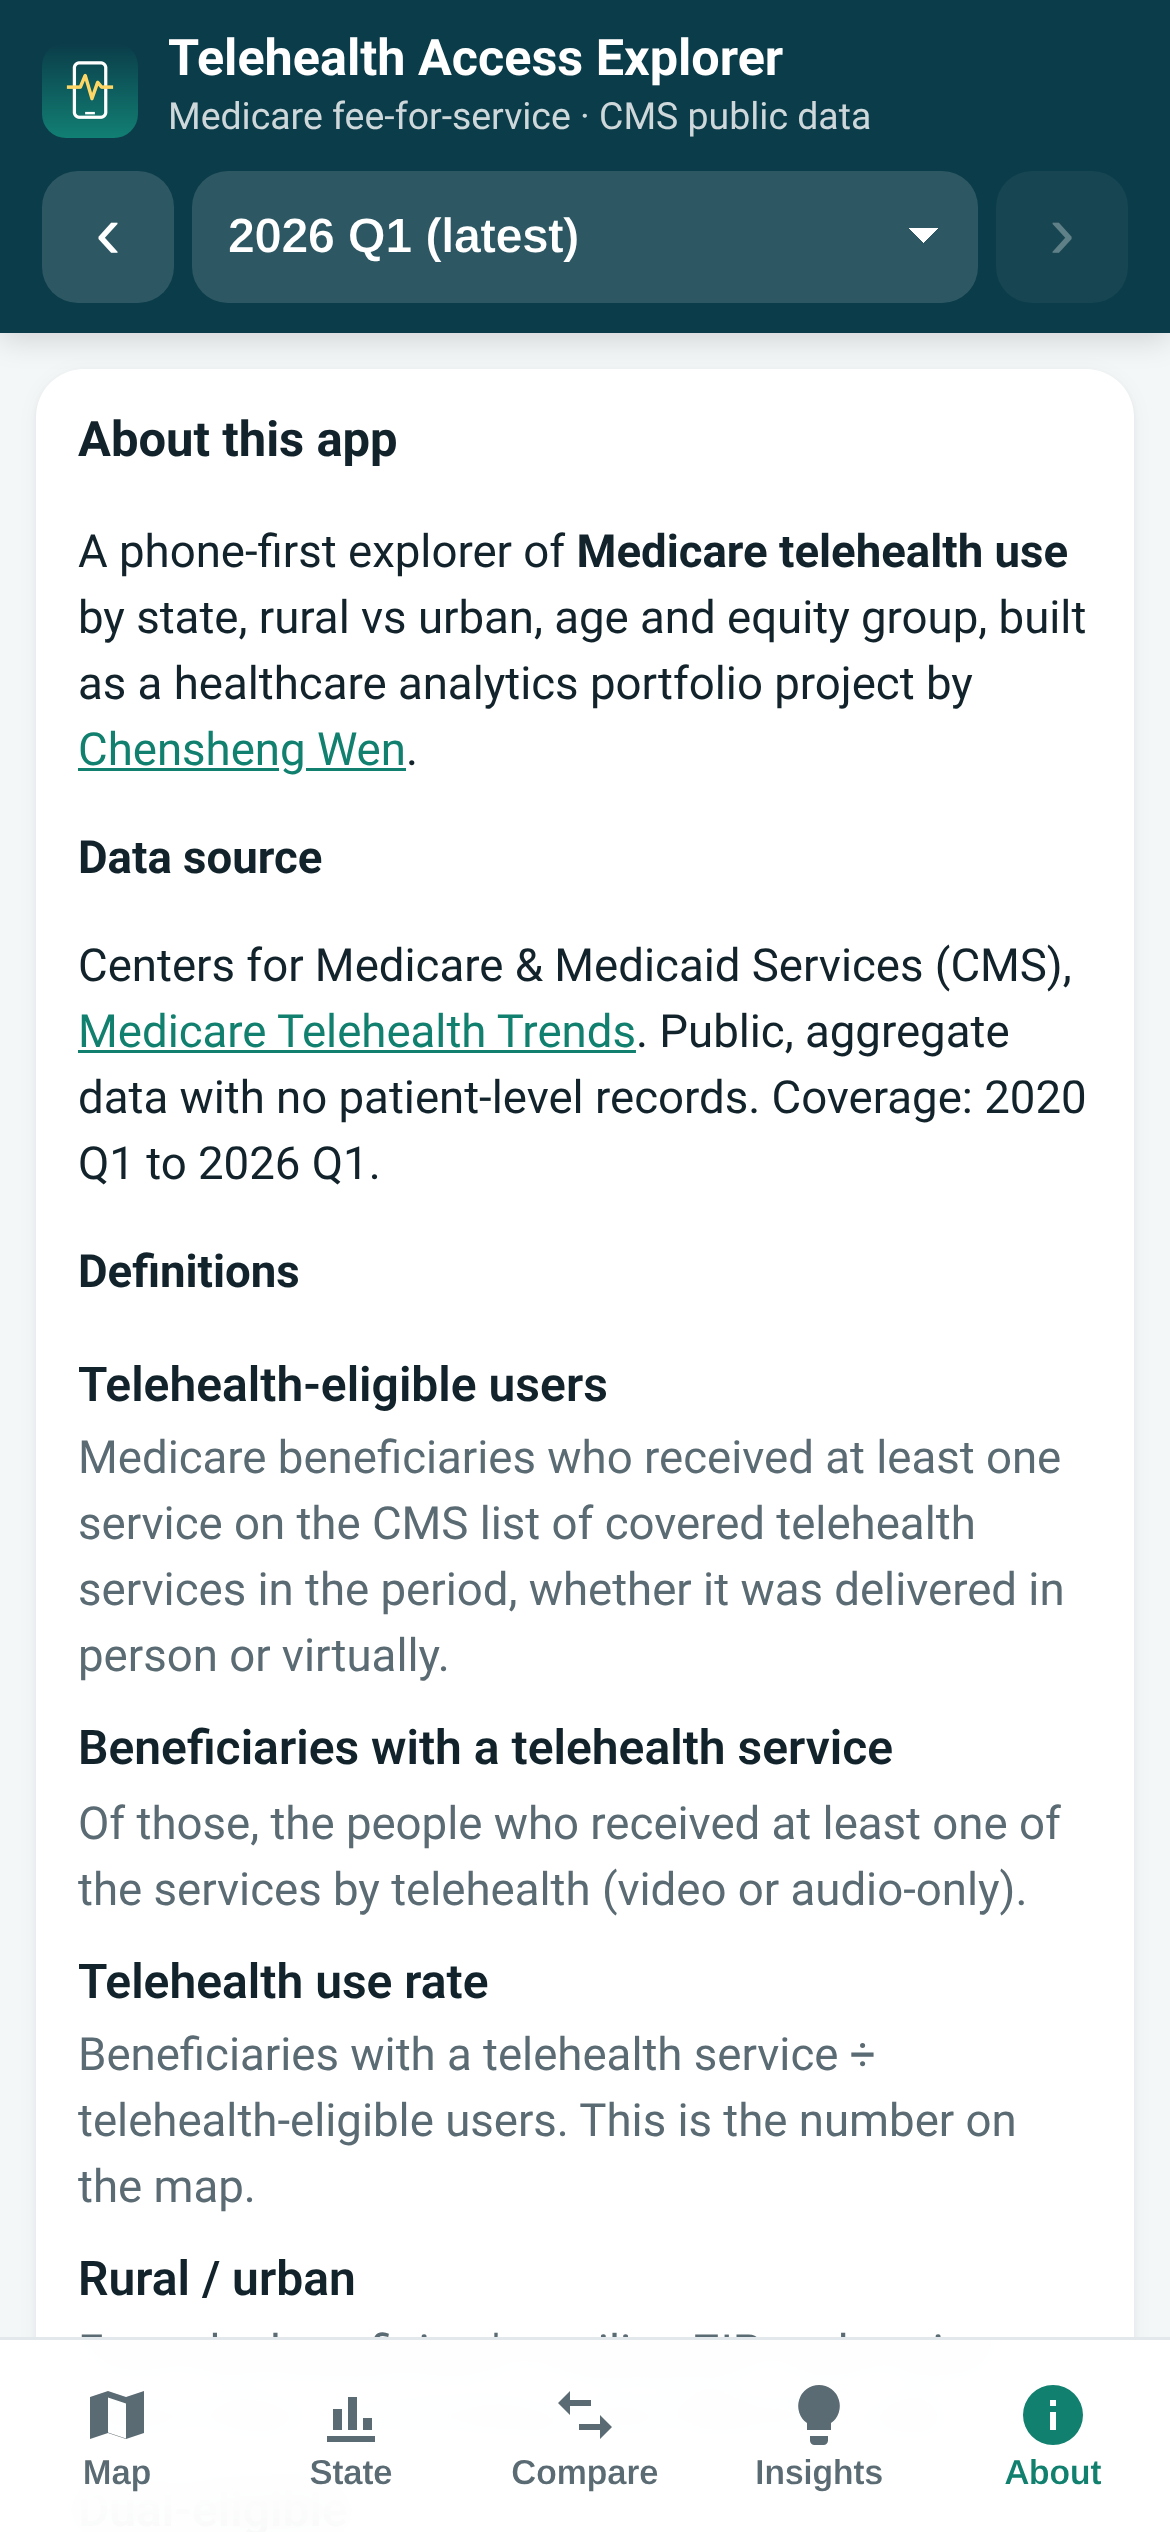 Telehealth Access Explorer
Medicare fee-for-service · CMS public data
‹
2026 Q1 (latest)
›
About this app
A phone-first explorer of Medicare telehealth use
by state, rural vs urban, age and equity group, built
as a healthcare analytics portfolio project by
Chensheng Wen.
Data source
Centers for Medicare & Medicaid Services (CMS),
Medicare Telehealth Trends. Public, aggregate
data with no patient-level records. Coverage: 2020
Q1 to 2026 Q1.
Definitions
Telehealth-eligible users
Medicare beneficiaries who received at least one
service on the CMS list of covered telehealth
services in the period, whether it was delivered in
person or virtually.
Beneficiaries with a telehealth service
Of those, the people who received at least one of
the services by telehealth (video or audio-only).
Telehealth use rate
Beneficiaries with a telehealth service ÷
telehealth-eligible users. This is the number on
the map.
Rural / urban
Map
State
Compare
Insights
About
Dual-eligible